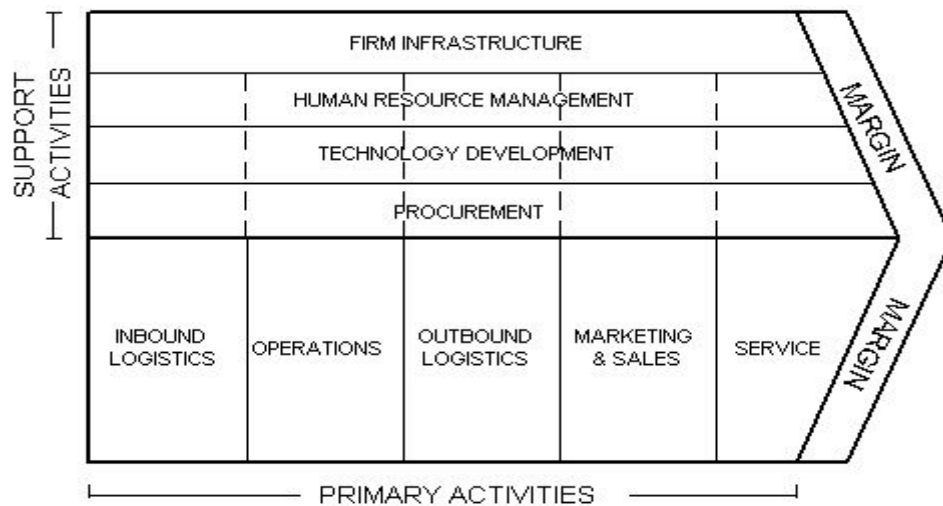 SUPPORT
ACTIVITIES
FIRM INFRASTRUCTURE
HUMAN RESOURCE MANAGEMENT
TECHNOLOGY DEVELOPMENT
PROCUREMENT
MARGIN
INBOUND
LOGISTICS
OPERATIONS
OUTBOUND
LOGISTICS
MARKETING
& SALES
SERVICE
MARGIN
PRIMARY ACTIVITIES